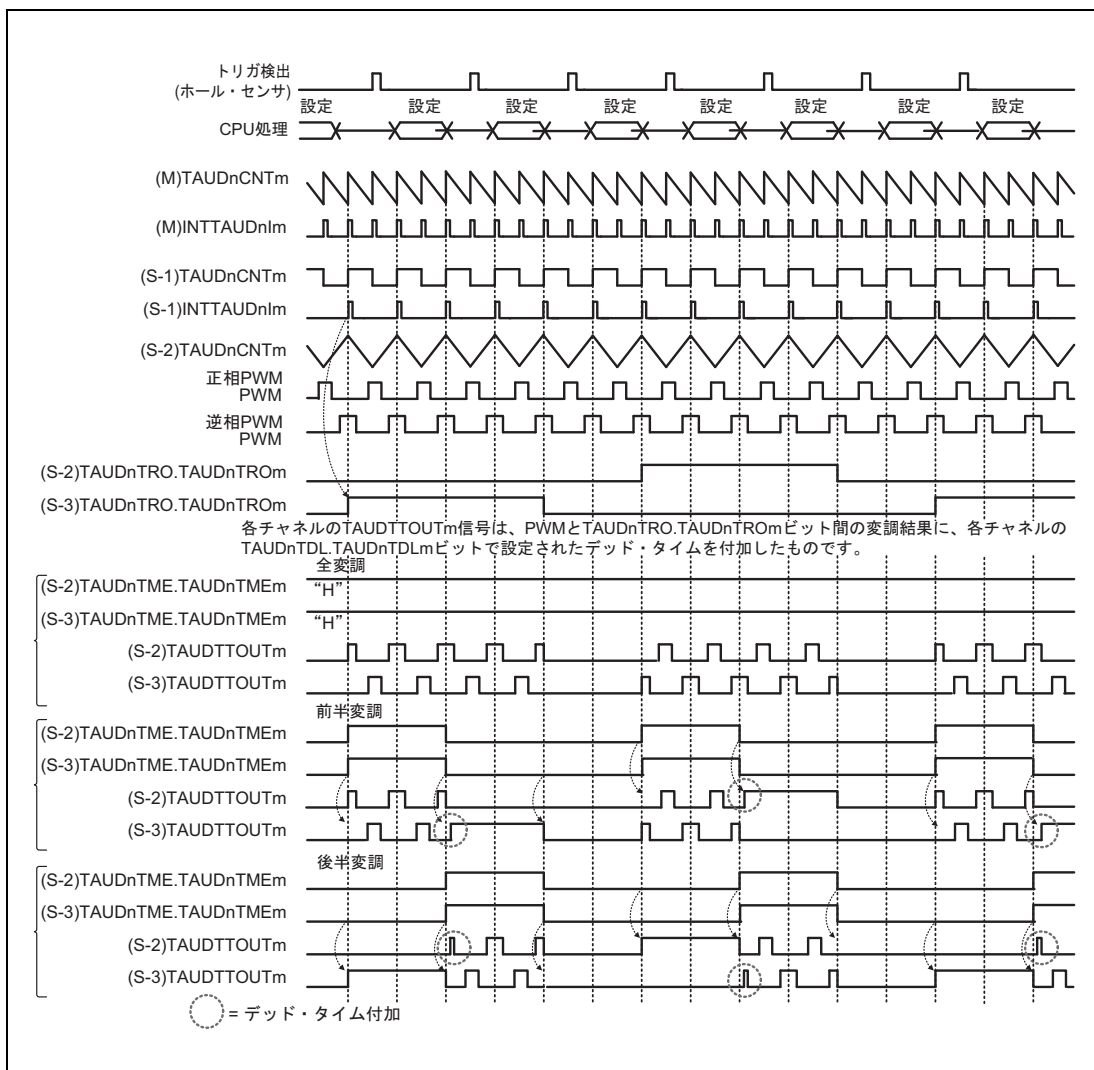 トリガ検出
(ホール・センサ)
設定 設定 設定 設定 設定 設定 設定 設定
CPU処理
(M)TAUDnCNTm
(M)INTTAUDnIm
(S-1)TAUDnCNTm
(S-1)INTTAUDnIm
(S-2)TAUDnCNTm
正相PWM
PWM
逆相PWM
PWM
(S-2)TAUDnTRO.TAUDnTROm
(S-3)TAUDnTRO.TAUDnTROm
各チャネルのTAUDTTOUTm信号は、PWMとTAUDnTRO.TAUDnTROmビット間の変調結果に、各チャネルの
TAUDnTDL.TAUDnTDLmビットで設定されたデッド・タイムを付加したものです。
全変調
(S-2)TAUDnTME.TAUDnTMEm “H”
(S-3)TAUDnTME.TAUDnTMEm “H”
(S-2)TAUDTTOUTm
(S-3)TAUDTTOUTm
前半変調
(S-2)TAUDnTME.TAUDnTMEm
(S-3)TAUDnTME.TAUDnTMEm
(S-2)TAUDTTOUTm
(S-3)TAUDTTOUTm
後半変調
(S-2)TAUDnTME.TAUDnTMEm
(S-3)TAUDnTME.TAUDnTMEm
(S-2)TAUDTTOUTm
(S-3)TAUDTTOUTm
= デッド・タイム付加